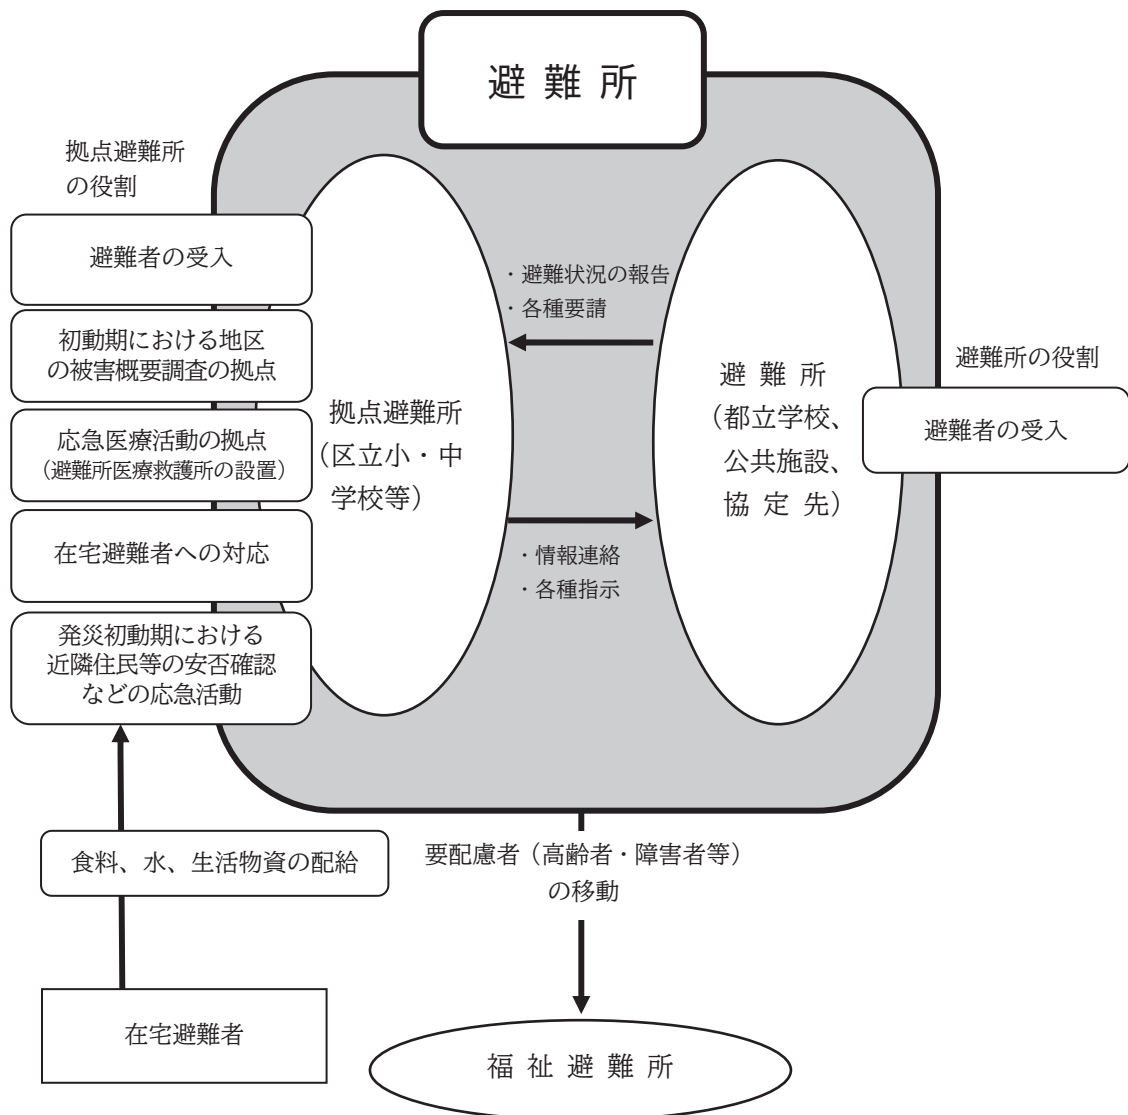 避難所
拠点避難所
の役割
避難者の受入
初動期における地区
の被害概要調査の拠点
応急医療活動の拠点
（避難所医療救護所の設置）
在宅避難者への対応
発災初動期における
近隣住民等の安否確認
などの応急活動
拠点避難所
（区立小・中
学校等）
・避難状況の報告
・各種要請
・情報連絡
・各種指示
避難所
（都立学校、
公共施設、
協定先）
避難所の役割
避難者の受入
食料、水、生活物資の配給
在宅避難者
要配慮者（高齢者・障害者等）
の移動
福祉避難所